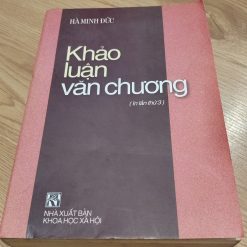 HÀ MINH ĐỨC
Khảo
luận
văn chương
( In lần thứ 3 )
NHÀ XUẤT BẢN
KHOA HỌC XÃ HỘI